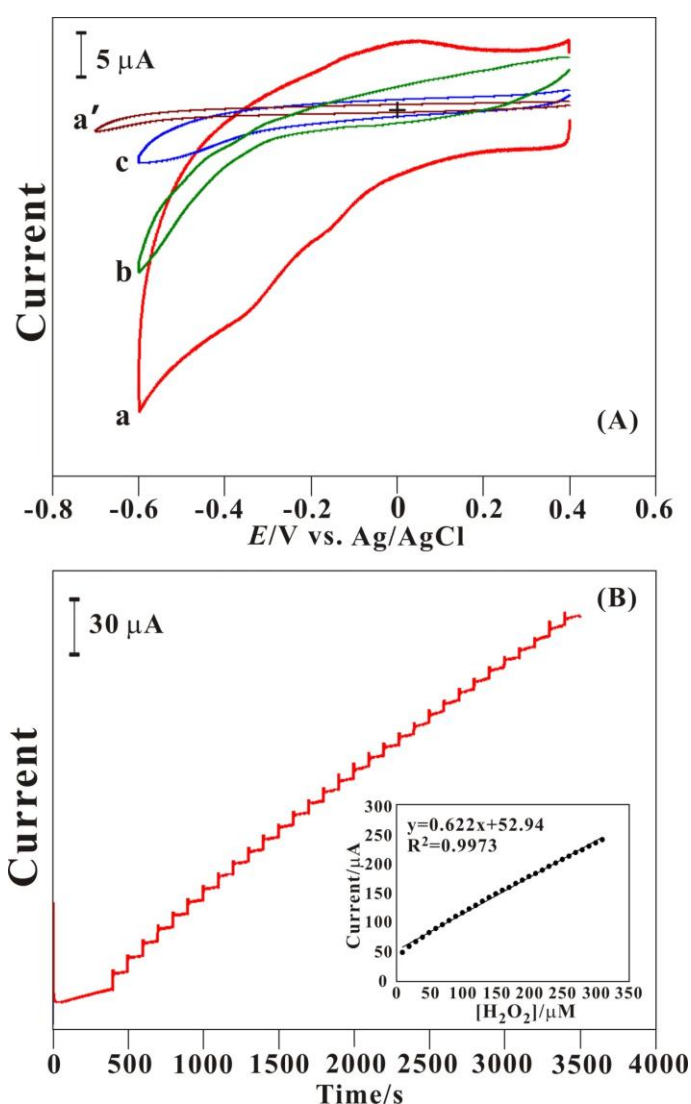 5 μA
a′
c
b
a
(A)
Current
-0.8 -0.6 -0.4 -0.2 0 0.2 0.4 0.6
E/V vs. Ag/AgCl
(B)
30 μA
Current
300
250
200
150
100
50
0
Current/μA
y=0.622x+52.94
R²=0.9973
0 50 100 150 200 250 300 350
[H₂O₂]/μM
0 500 1000 1500 2000 2500 3000 3500 4000
Time/s